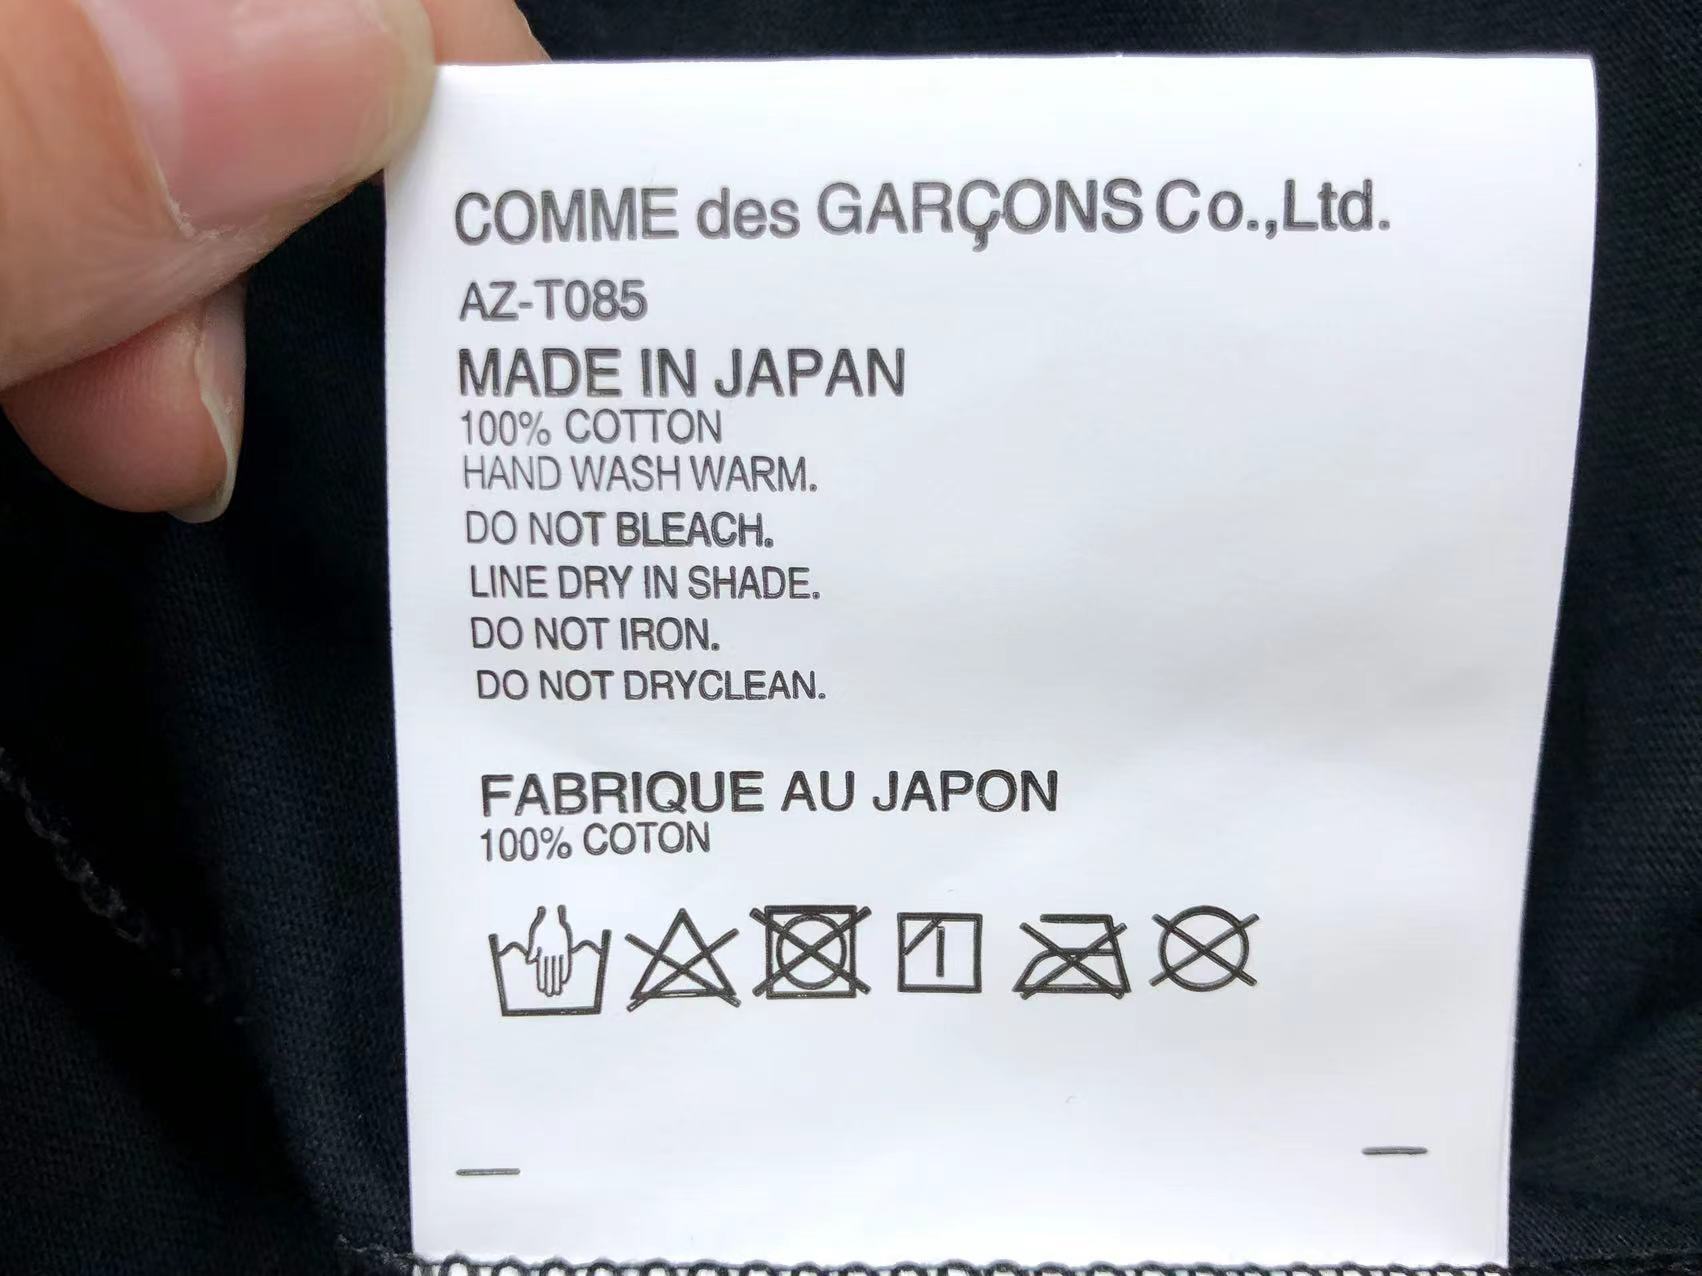 COMME des GARÇONS Co.,Ltd.
AZ-T085
MADE IN JAPAN
100% COTTON
HAND WASH WARM.
DO NOT BLEACH.
LINE DRY IN SHADE.
DO NOT IRON.
DO NOT DRYCLEAN.
FABRIQUE AU JAPON
100% COTON